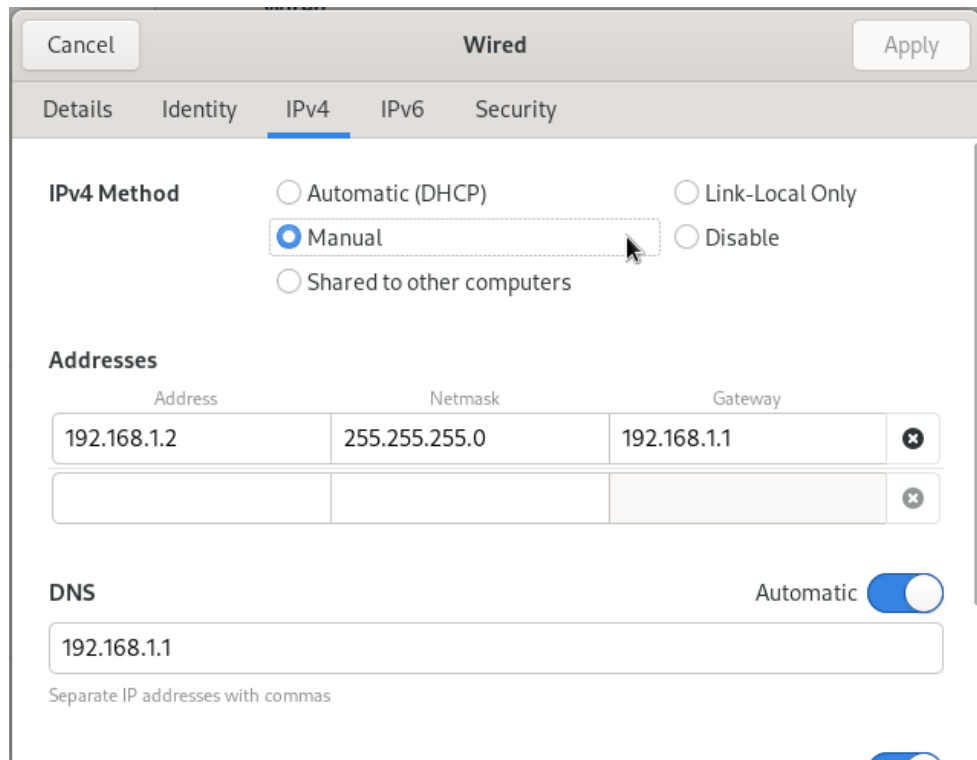 Cancel Wired Apply
Details Identity IPv4 IPv6 Security
IPv4 Method Automatic (DHCP) Link-Local Only
Manual Disable
Shared to other computers
Addresses
Address Netmask Gateway
192.168.1.2 255.255.255.0 192.168.1.1
DNS Automatic
192.168.1.1
Separate IP addresses with commas